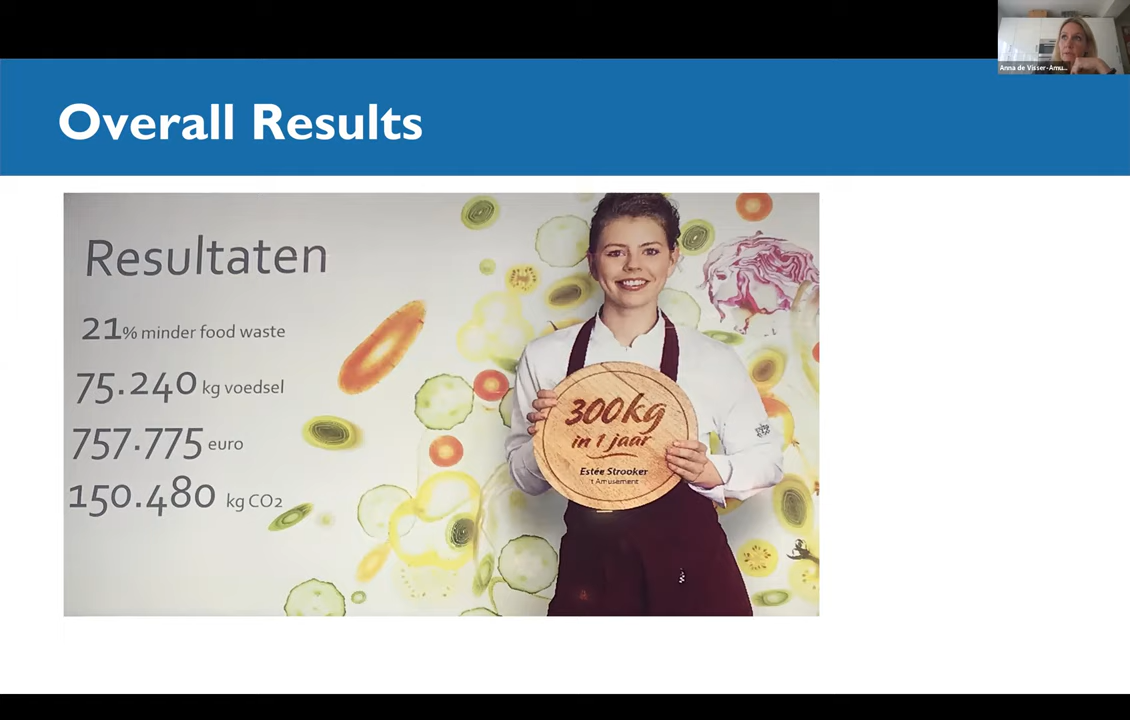 Anna de Visser-Amu...
Overall Results
Resultaten
21% minder food waste
75.240 kg voedsel
757.775 euro
150.480 kg CO2
300kg
in 1 jaar
Estée Strooker
't Amusement